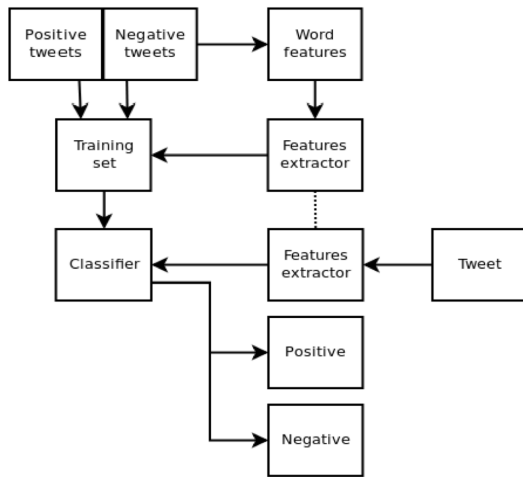 Positive
tweets
Negative
tweets
Word
features
Training
set
Features
extractor
Classifier
Features
extractor
Tweet
Positive
Negative